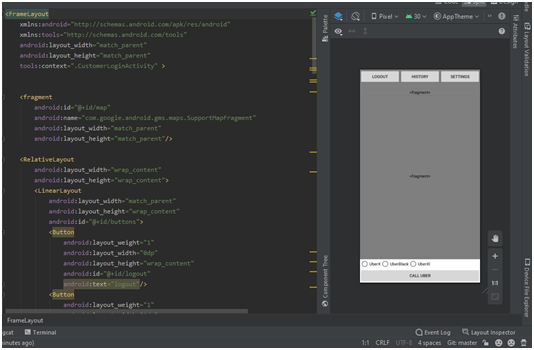 <FrameLayout
xmlns:android="http://schemas.android.com/apk/res/android"
xmlns:tools="http://schemas.android.com/tools"
android:layout_width="match_parent"
android:layout_height="match_parent"
tools:context=".CustomerLoginActivity" >
<fragment
android:id="@+id/map"
android:name="com.google.android.gms.maps.SupportMapFragment"
android:layout_width="match_parent"
android:layout_height="match_parent"/>
<RelativeLayout
android:layout_width="wrap_content"
android:layout_height="wrap_content">
<LinearLayout
android:layout_width="match_parent"
android:layout_height="wrap_content"
android:id="@+id/buttons">
<Button
android:layout_weight="1"
android:layout_width="0dp"
android:layout_height="wrap_content"
android:id="@+id/logout"
android:text="logout"/>
<Button
android:layout_weight="1"
FrameLayout
Palette
Component Tree
Pixel
30
AppTheme
LOGOUT HISTORY SETTINGS
<fragment>
<fragment>
UberX UberBlack UberXl
CALL UBER
1:1
Attributes
Layout Validation
Device File Explorer
gcat Terminal
Event Log Layout Inspector
minutes ago)
1:1 CRLF UTF-8 4 spaces Git: master